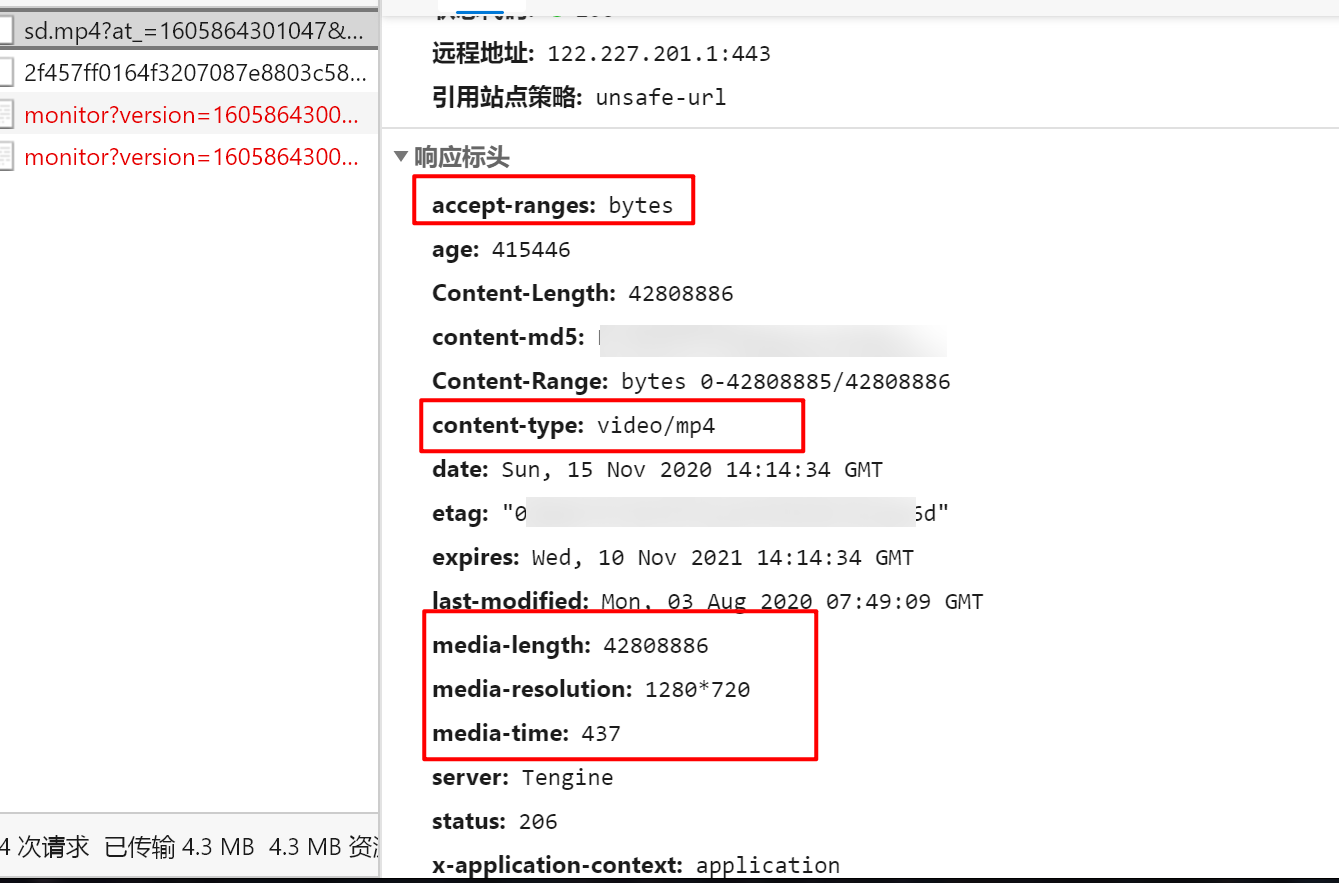 sd.mp4?at_=1605864301047&...
2f457ff0164f3207087e8803c58...
monitor?version=1605864300...
monitor?version=1605864300...
4 次请求 已传输 4.3 MB 4.3 MB 资
远程地址: 122.227.201.1:443
引用站点策略: unsafe-url
响应标头
accept-ranges: bytes
age: 415446
Content-Length: 42808886
content-md5:
Content-Range: bytes 0-42808885/42808886
content-type: video/mp4
date: Sun, 15 Nov 2020 14:14:34 GMT
etag: "0 6d"
expires: Wed, 10 Nov 2021 14:14:34 GMT
last-modified: Mon, 03 Aug 2020 07:49:09 GMT
media-length: 42808886
media-resolution: 1280*720
media-time: 437
server: Tengine
status: 206
x-application-context: application